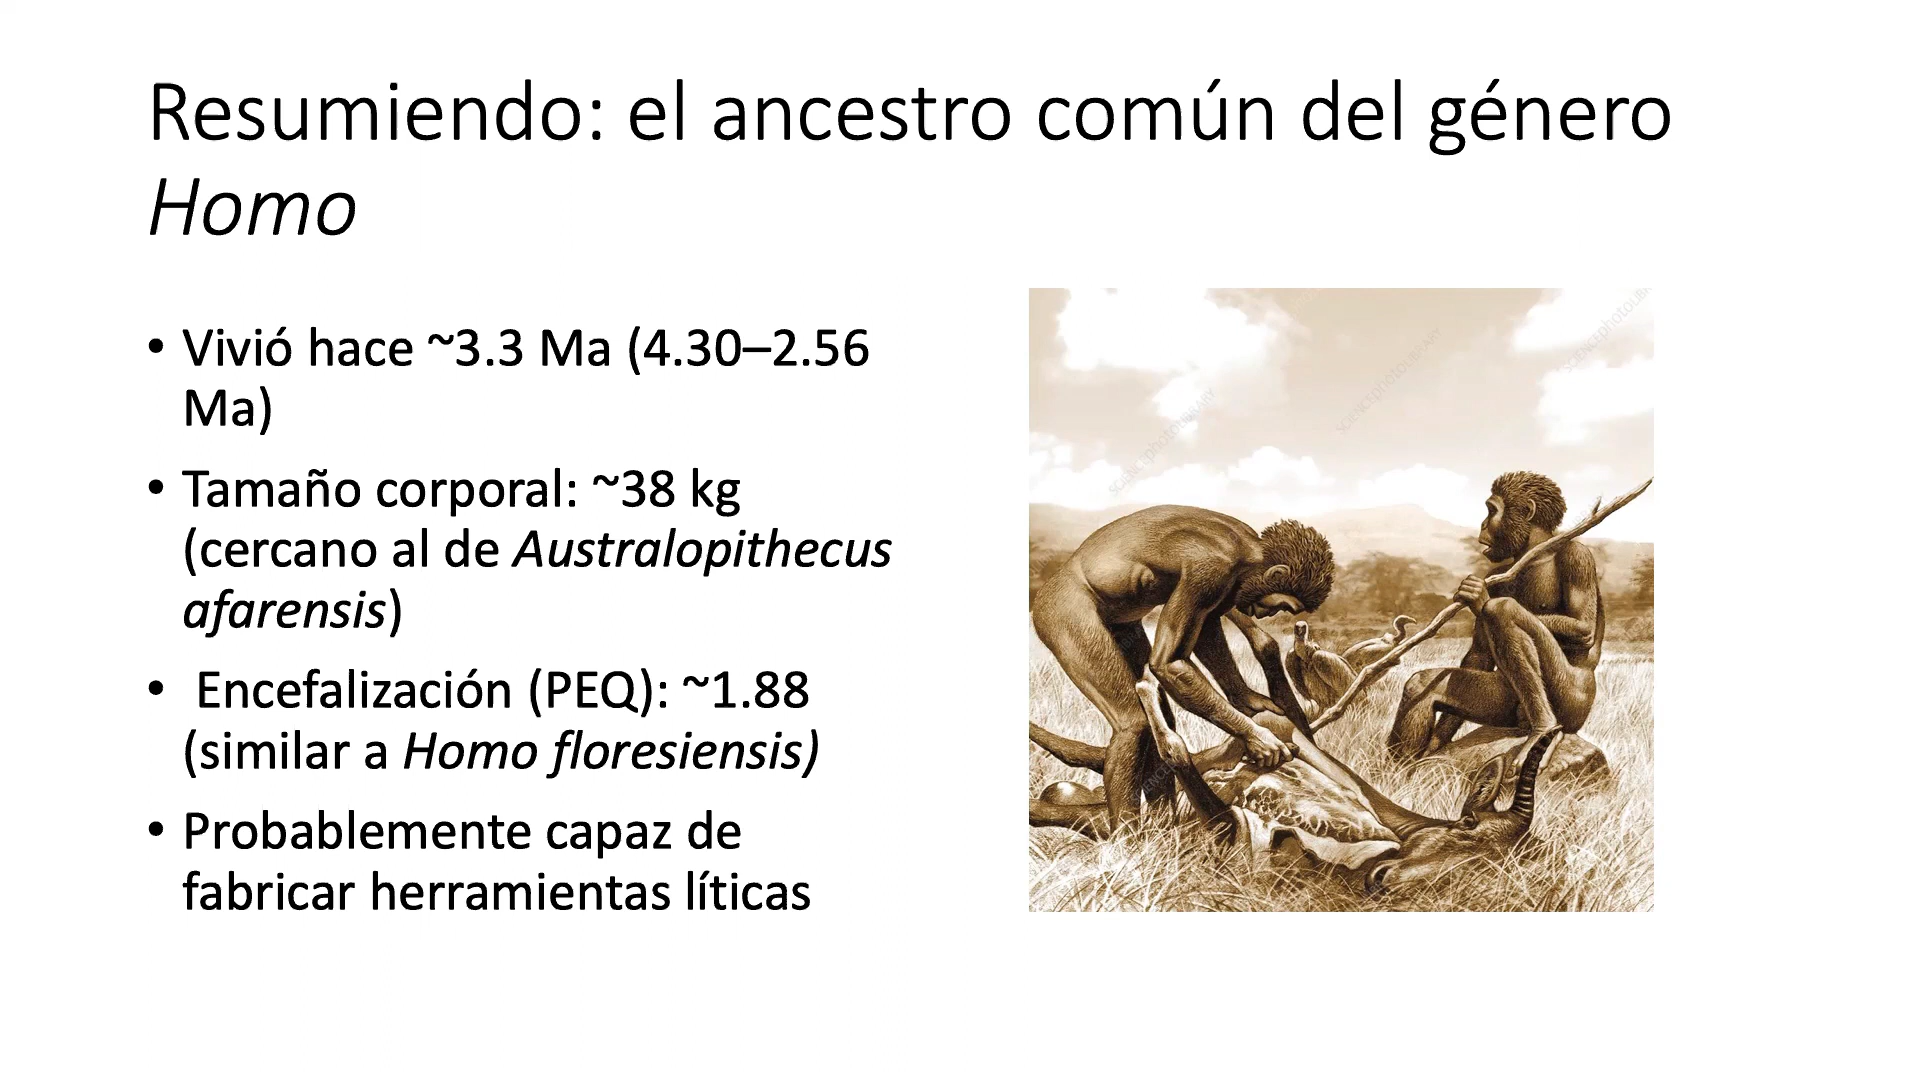 Resumiendo: el ancestro común del género
Homo
• Vivió hace ~3.3 Ma (4.30–2.56
Ma)
• Tamaño corporal: ~38 kg
(cercano al de Australopithecus
afarensis)
• Encefalización (PEQ): ~1.88
(similar a Homo floresiensis)
• Probablemente capaz de
fabricar herramientas líticas
SCIENCEphotoLIBRARY
SCIENCEphotoLIBRARY